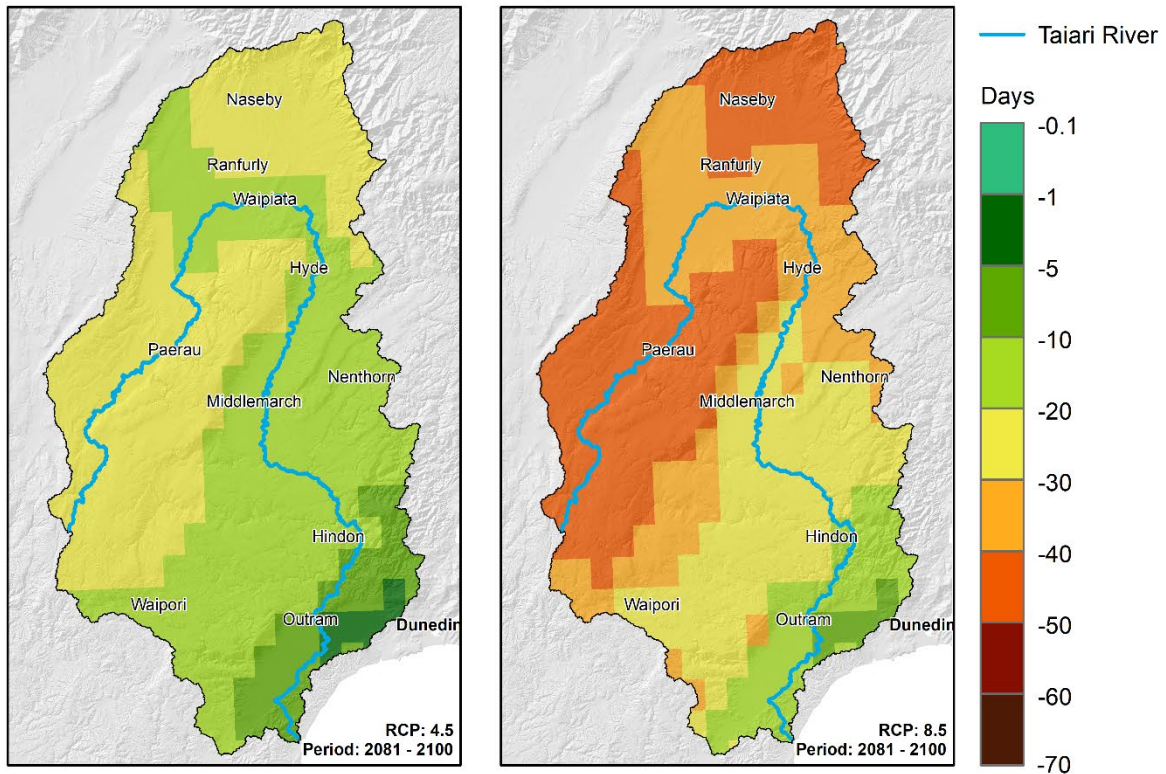 Naseby
Ranfurly
Waipiata
Hyde
Paerau
Nenthorn
Middlemarch
Hindon
Waipori
Outram
Dunedin
RCP: 4.5
Period: 2081 - 2100
Naseby
Ranfurly
Waipiata
Hyde
Paerau
Nenthorn
Middlemarch
Hindon
Waipori
Outram
Dunedin
RCP: 8.5
Period: 2081 - 2100
Taiari River
Days
-0.1
-1
-5
-10
-20
-30
-40
-50
-60
-70